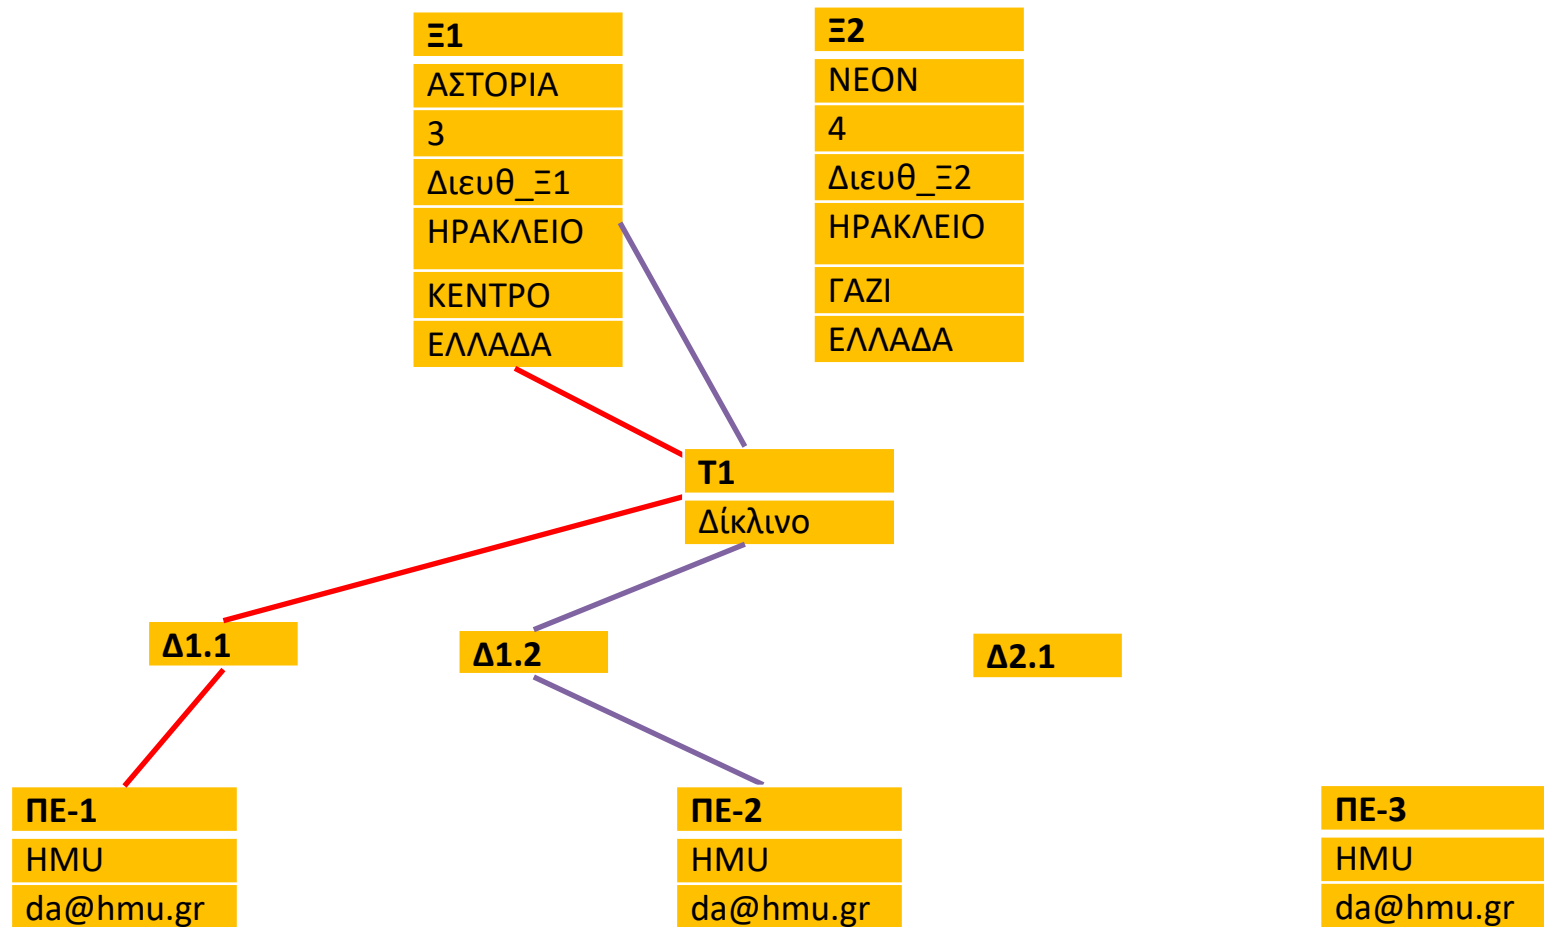 Ξ1
ΑΣΤΟΡΙΑ
3
Διευθ_Ξ1
ΗΡΑΚΛΕΙΟ
ΚΕΝΤΡΟ
ΕΛΛΑΔΑ
Ξ2
ΝΕΟΝ
4
Διευθ_Ξ2
ΗΡΑΚΛΕΙΟ
ΓΑΖΙ
ΕΛΛΑΔΑ
Τ1
Δίκλινο
Δ1.1
Δ1.2
Δ2.1
ΠΕ-1
HMU
da@hmu.gr
ΠΕ-2
HMU
da@hmu.gr
ΠΕ-3
HMU
da@hmu.gr